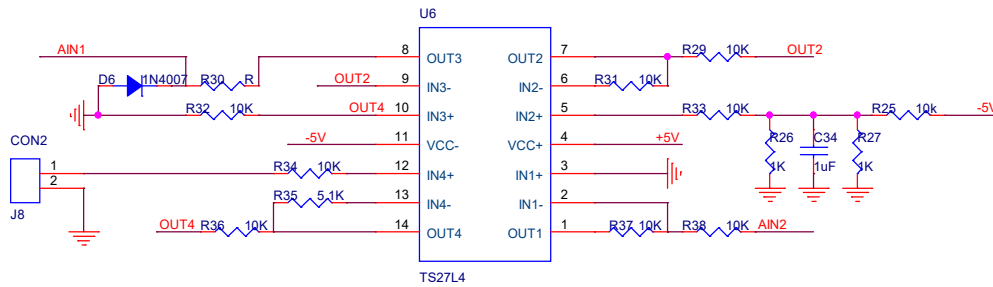 U6
AIN1
8 OUT3 OUT2 7 R29 10K OUT2
D6 1N4007 R30 R OUT2 9 IN3- IN2- 6 R31 10K
R32 10K OUT4 10 IN3+ IN2+ 5 R33 10K R25 10k -5V
CON2 -5V 11 VCC- VCC+ 4 +5V R26 C34 R27
1 R34 10K 12 IN4+ IN1+ 3 1K 1uF 1K
2 R35 5.1K 13 IN4- IN1- 2
J8 OUT4 R36 10K 14 OUT4 OUT1 1 R37 10K R38 10K AIN2
TS27L4